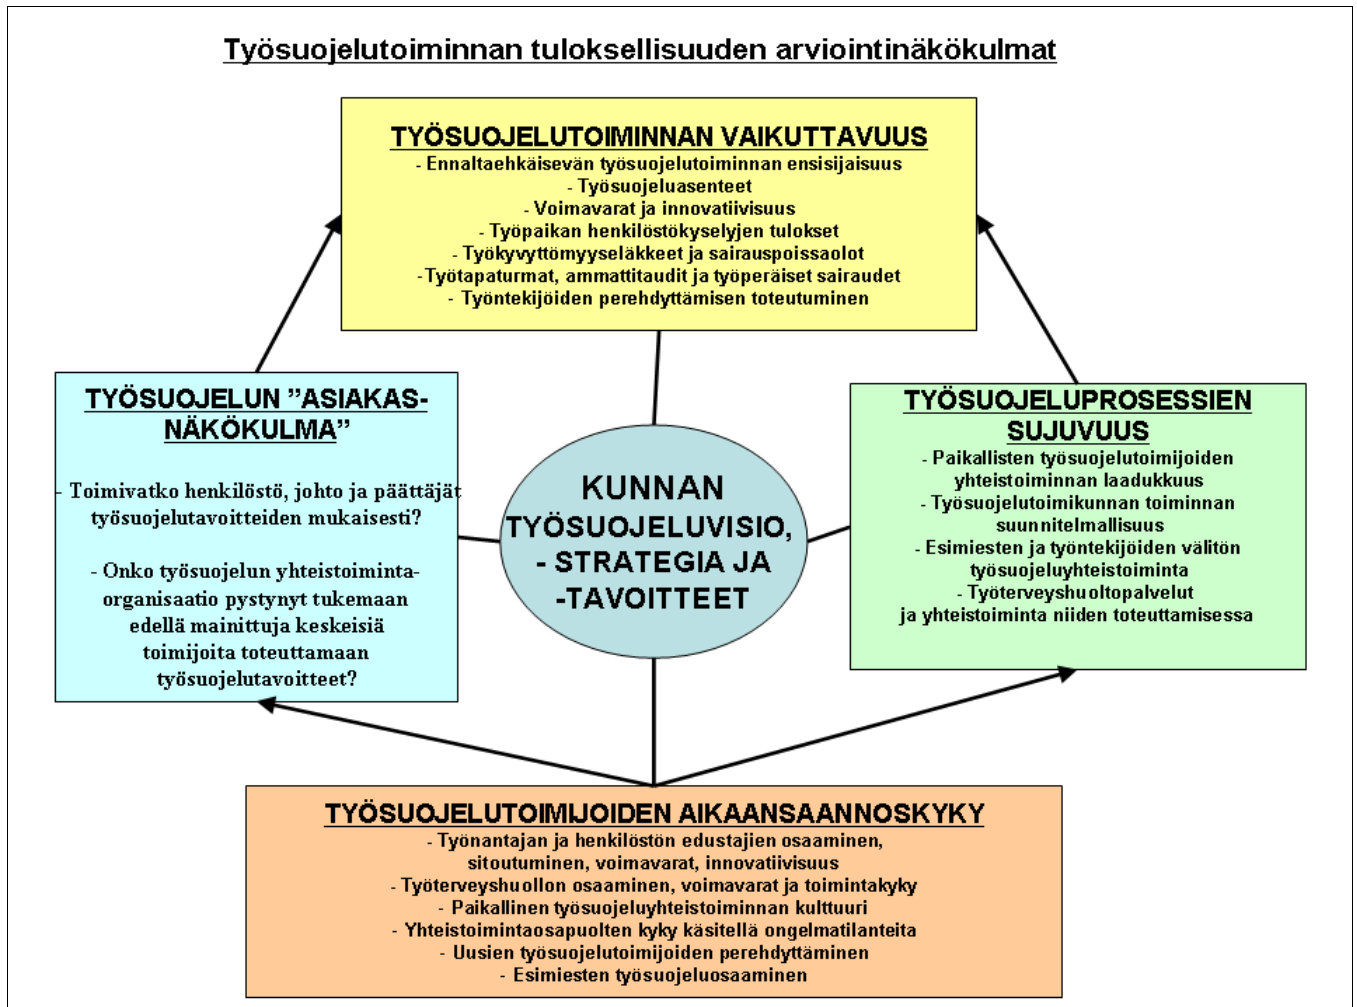 Työsuojelutoiminnan tuloksellisuuden arviointinäkökulmat
TYÖSUOJELUTOIMINNAN VAIKUTTAVUUS
- Ennaltaehkäisevän työsuojelutoiminnan ensisijaisuus
- Työsuojeluasenteet
- Voimavarat ja innovatiivisuus
- Työpaikan henkilöstökyselyjen tulokset
- Työkyvyttömyyseläkkeet ja sairauspoissaolot
- Työtapaturmat, ammattitaudit ja työperäiset sairaudet
- Työntekijöiden perehdyttämisen toteutuminen
TYÖSUOJELUN ”ASIAKAS-
NÄKÖKULMA”
- Toimivatko henkilöstö, johto ja päättäjät
työsuojelutavoitteiden mukaisesti?
- Onko työsuojelun yhteistoiminta-
organisaatio pystynyt tukemaan
edellä mainittuja keskeisiä
toimijoita toteuttamaan
työsuojelutavoitteet?
KUNNAN
TYÖSUOJELUVISIO,
- STRATEGIA JA
-TAVOITTEET
TYÖSUOJELUPROSESSIEN
SUJUVUUS
- Paikallisten työsuojelutoimijoiden
yhteistoiminnan laadukkuus
- Työsuojelutoimikunnan toiminnan
suunnitelmallisuus
- Esimiesten ja työntekijöiden välitön
työsuojeluyhteistoiminta
- Työterveyshuoltopalvelut
ja yhteistoiminta niiden toteuttamisessa
TYÖSUOJELUTOIMIJOIDEN AIKAANSAANNOSKYKY
- Työnantajan ja henkilöstön edustajien osaaminen,
sitoutuminen, voimavarat, innovatiivisuus
- Työterveyshuollon osaaminen, voimavarat ja toimintakyky
- Paikallinen työsuojeluyhteistoiminnan kulttuuri
- Yhteistoimintaosapuolten kyky käsitellä ongelmatilanteita
- Uusien työsuojelutoimijoiden perehdyttäminen
- Esimiesten työsuojeluosaaminen